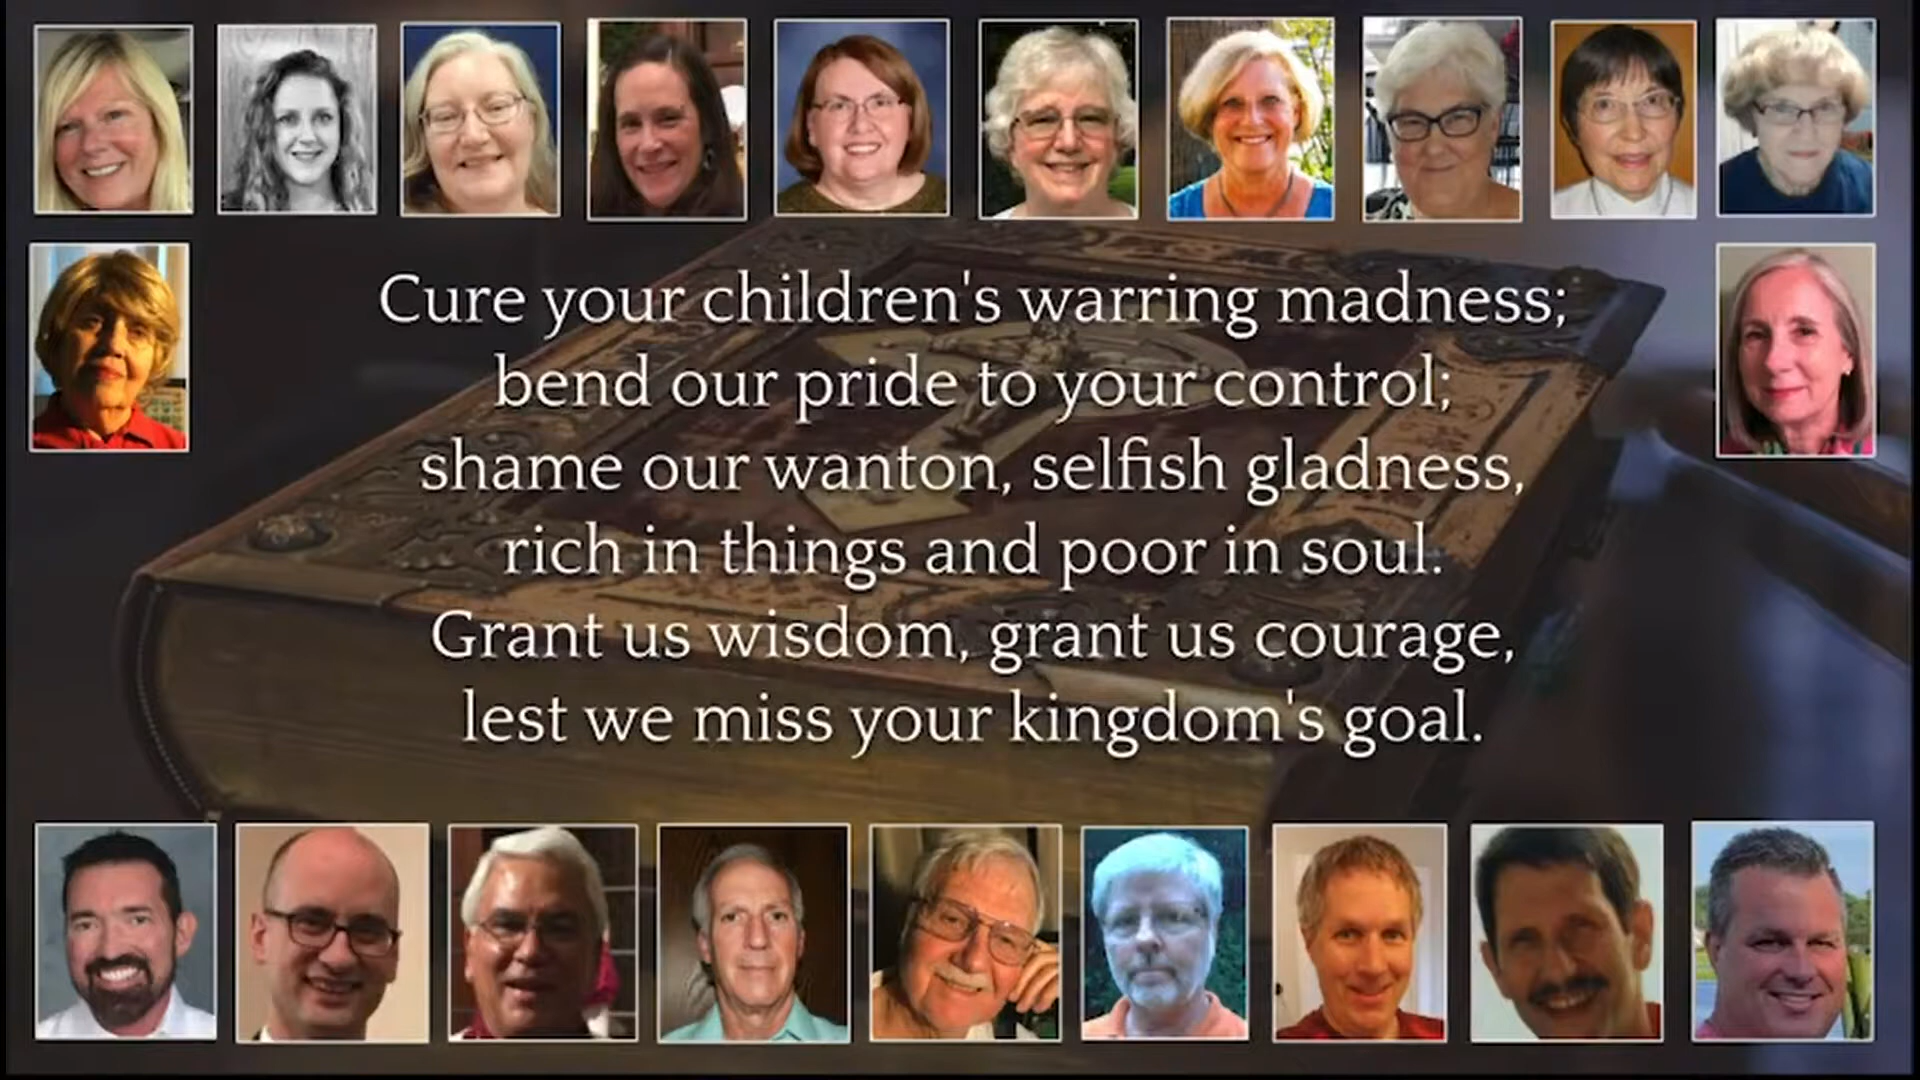 Cure your children's warring madness;
bend our pride to your control;
shame our wanton, selfish gladness,
rich in things and poor in soul.
Grant us wisdom, grant us courage,
lest we miss your kingdom's goal.